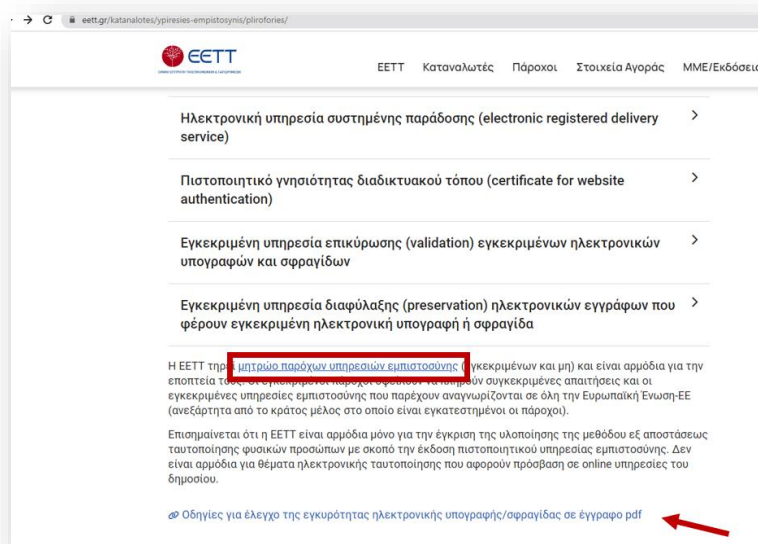 eett.gr/katanalotes/ypiresies-empistosynis/plirofories/
ΕΕΤΤ
ΕΕΤΤ Καταναλωτές Πάροχοι Στοιχεία Αγοράς ΜΜΕ/Εκδόσεις
Ηλεκτρονική υπηρεσία συστημένης παράδοσης (electronic registered delivery
service)
Πιστοποιητικό γνησιότητας διαδικτυακού τόπου (certificate for website
authentication)
Εγκεκριμένη υπηρεσία επικύρωσης (validation) εγκεκριμένων ηλεκτρονικών
υπογραφών και σφραγίδων
Εγκεκριμένη υπηρεσία διαφύλαξης (preservation) ηλεκτρονικών εγγράφων που
φέρουν εγκεκριμένη ηλεκτρονική υπογραφή ή σφραγίδα
Η ΕΕΤΤ τηρεί μητρώο παρόχων υπηρεσιών εμπιστοσύνης (εγκεκριμένων και μη) και είναι αρμόδια για την
εποπτεία τους. Οι εγκεκριμένοι πάροχοι οφείλουν να πληρούν συγκεκριμένες απαιτήσεις και οι
εγκεκριμένες υπηρεσίες εμπιστοσύνης που παρέχουν αναγνωρίζονται σε όλη την Ευρωπαϊκή Ένωση-ΕΕ
(ανεξάρτητα από το κράτος μέλος στο οποίο είναι εγκατεστημένοι οι πάροχοι).
Επισημαίνεται ότι η ΕΕΤΤ είναι αρμόδια μόνο για την έγκριση της υλοποίησης της μεθόδου εξ αποστάσεως
ταυτοποίησης φυσικών προσώπων με σκοπό την έκδοση πιστοποιητικού υπηρεσίας εμπιστοσύνης. Δεν
είναι αρμόδια για θέματα ηλεκτρονικής ταυτοποίησης που αφορούν πρόσβαση σε online υπηρεσίες του
δημοσίου.
Οδηγίες για έλεγχο της εγκυρότητας ηλεκτρονικής υπογραφής/σφραγίδας σε έγγραφο pdf